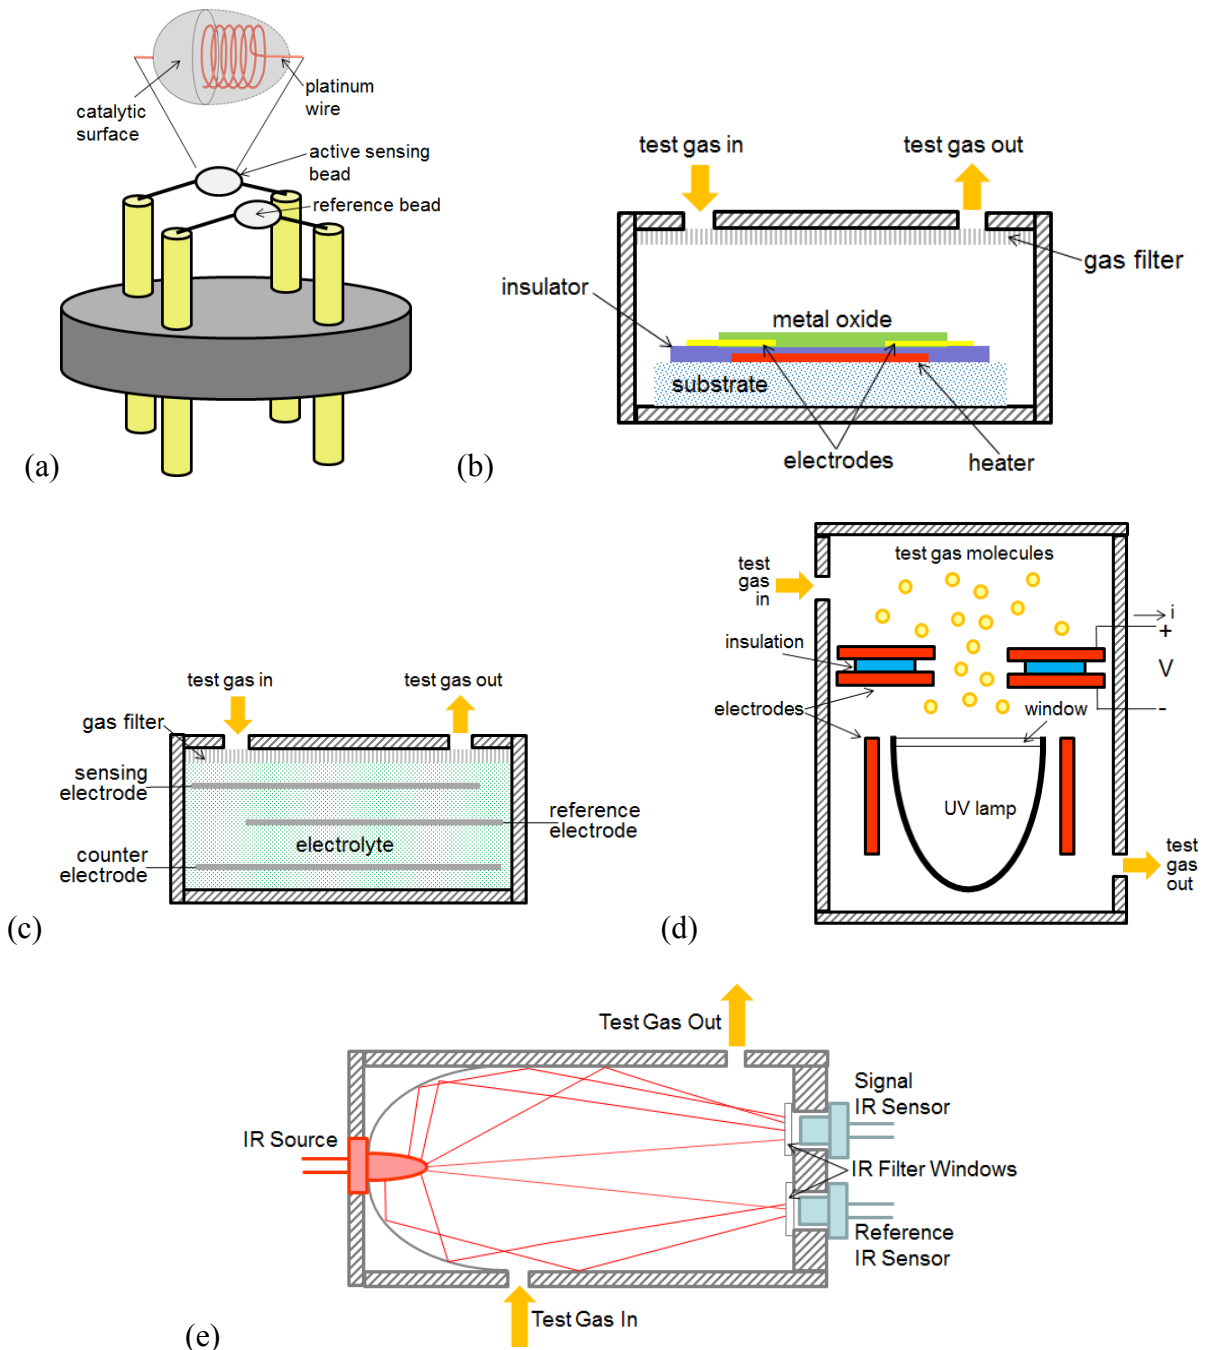 catalytic
surface
platinum
wire
active sensing
bead
reference bead
(a)
test gas in
test gas out
gas filter
insulator
metal oxide
substrate
electrodes
heater
(b)
test gas in
test gas out
gas filter
sensing
electrode
reference
electrode
electrolyte
counter
electrode
(c)
test gas molecules
test
gas
in
i
+
V
-
insulation
electrodes
window
UV lamp
test
gas
out
(d)
Test Gas Out
Signal
IR Sensor
IR Source
IR Filter Windows
Reference
IR Sensor
Test Gas In
(e)